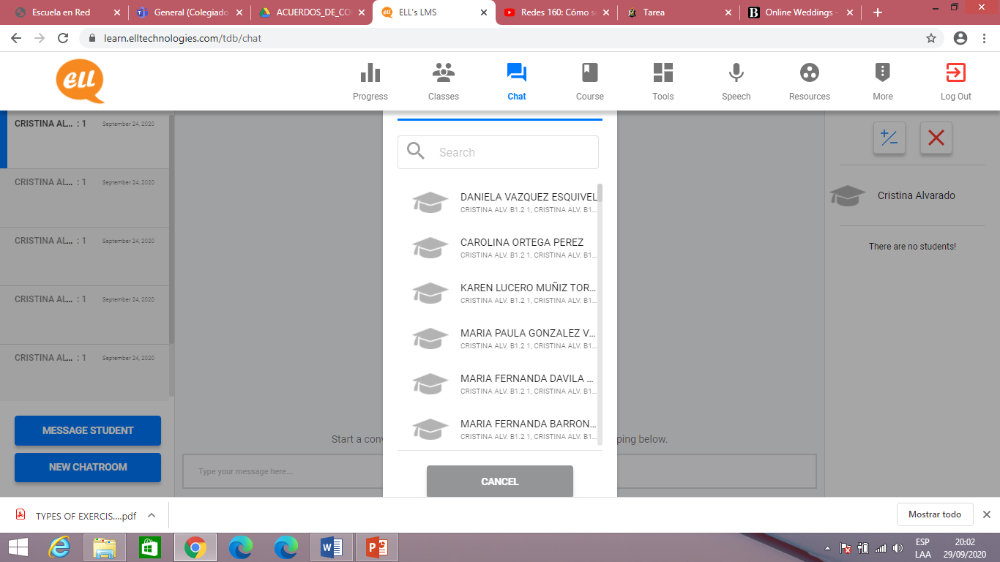 Escuela en Red
General (Colegiado
ACUERDOS_DE_CO
ELL's LMS
Redes 160: Cómo s
Tarea
Online Weddings -
learn.elltechnologies.com/tdb/chat
ell
Progress
Classes
Chat
Course
Tools
Speech
Resources
More
Log Out
CRISTINA AL... : 1 September 24, 2020
CRISTINA AL... : 1 September 24, 2020
CRISTINA AL... : 1 September 24, 2020
CRISTINA AL... : 1 September 24, 2020
CRISTINA AL... : 1 September 24, 2020
MESSAGE STUDENT
NEW CHATROOM
Search
DANIELA VAZQUEZ ESQUIVEL
CRISTINA ALV. B1.2 1, CRISTINA ALV. B1...
CAROLINA ORTEGA PEREZ
CRISTINA ALV. B1.2 1, CRISTINA ALV. B1...
KAREN LUCERO MUÑIZ TOR...
CRISTINA ALV. B1.2 1, CRISTINA ALV. B1...
MARIA PAULA GONZALEZ V...
CRISTINA ALV. B1.2 1, CRISTINA ALV. B1...
MARIA FERNANDA DAVILA ...
CRISTINA ALV. B1.2 1, CRISTINA ALV. B1...
MARIA FERNANDA BARRON...
CRISTINA ALV. B1.2 1, CRISTINA ALV. B1...
CANCEL
Start a conv
ping below.
Type your message here...
Cristina Alvarado
There are no students!
TYPES OF EXERCIS....pdf
Mostrar todo
ESP
LAA
20:02
29/09/2020